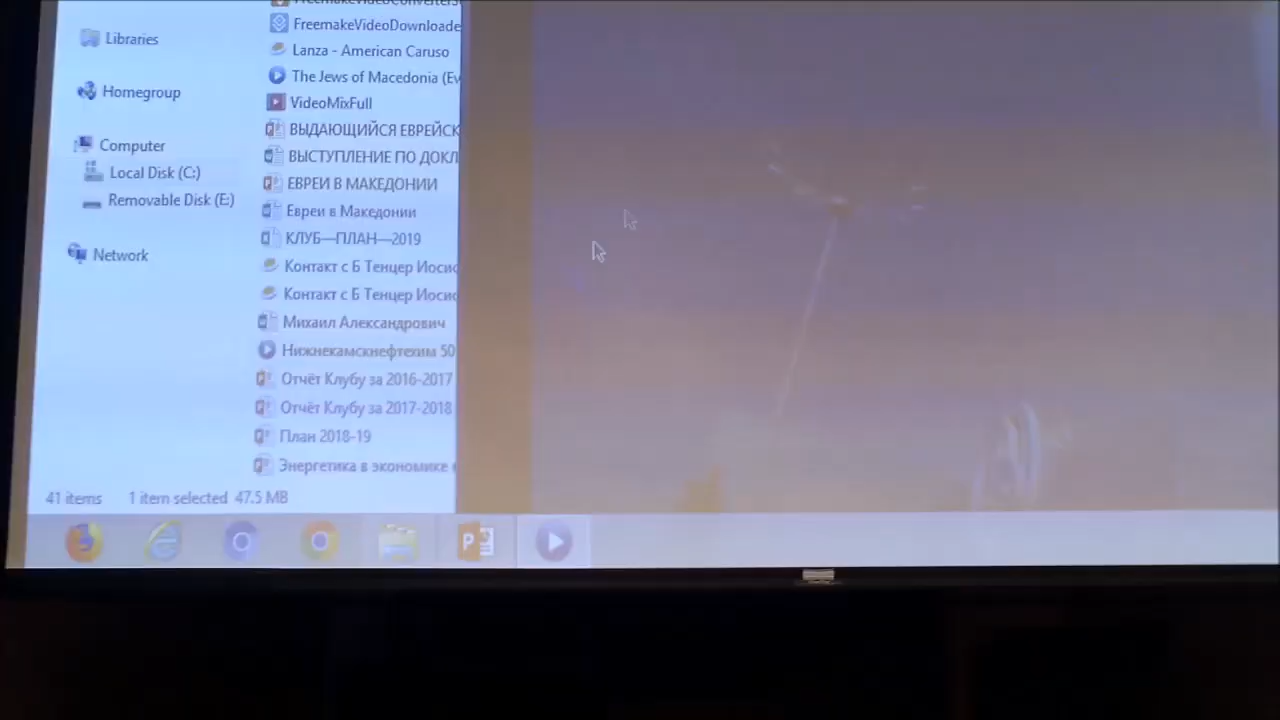 Libraries
Homegroup
Computer
Local Disk (C:)
Removable Disk (E:)
Network
FreemakeVideoDownloade
Lanza - American Caruso
The Jews of Macedonia (Ev
VideoMixFull
ВЫДАЮЩИЙСЯ ЕВРЕЙСК
ВЫСТУПЛЕНИЕ ПО ДОКЛ
ЕВРЕИ В МАКЕДОНИИ
Евреи в Македонии
КЛУБ—ПЛАН—2019
Контакт с Б Тенцер Иосис
Контакт с Б Тенцер Иосис
Михаил Александрович
Нижнекамскнефтехим 50
Отчёт Клубу за 2016-2017
Отчёт Клубу за 2017-2018
План 2018-19
Энергетика в экономике
41 items 1 item selected 47.5 MB